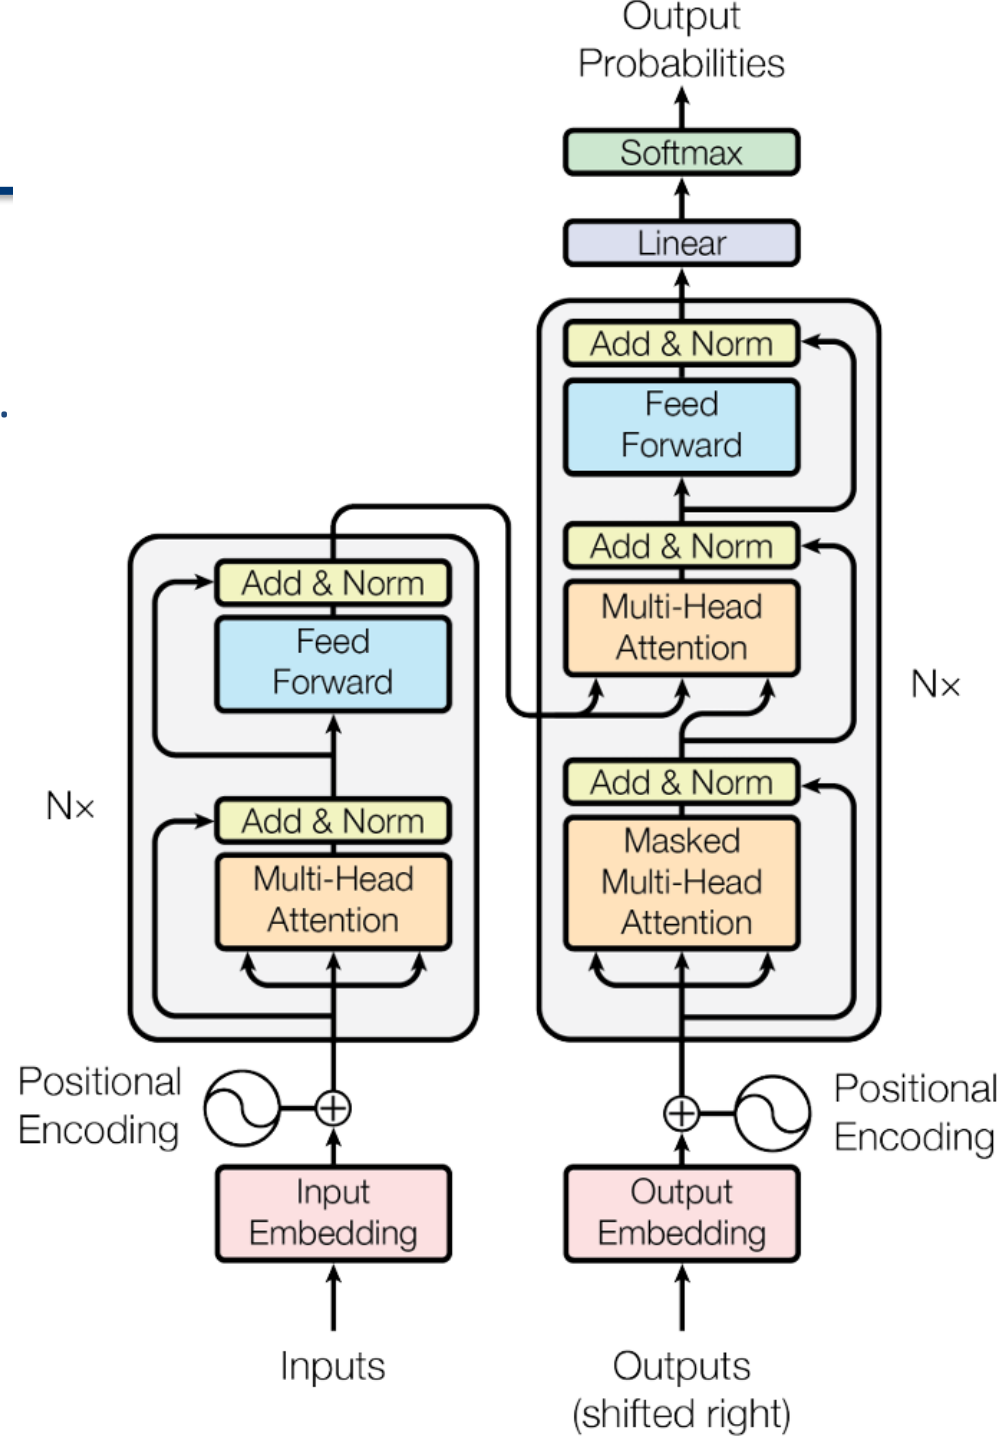 Output
Probabilities
Softmax
Linear
Add & Norm
Feed
Forward
Add & Norm
Multi-Head
Attention
Add & Norm
Masked
Multi-Head
Attention
N×
Add & Norm
Feed
Forward
Add & Norm
Multi-Head
Attention
N×
Positional
Encoding
Positional
Encoding
Input
Embedding
Output
Embedding
Inputs
Outputs
(shifted right)